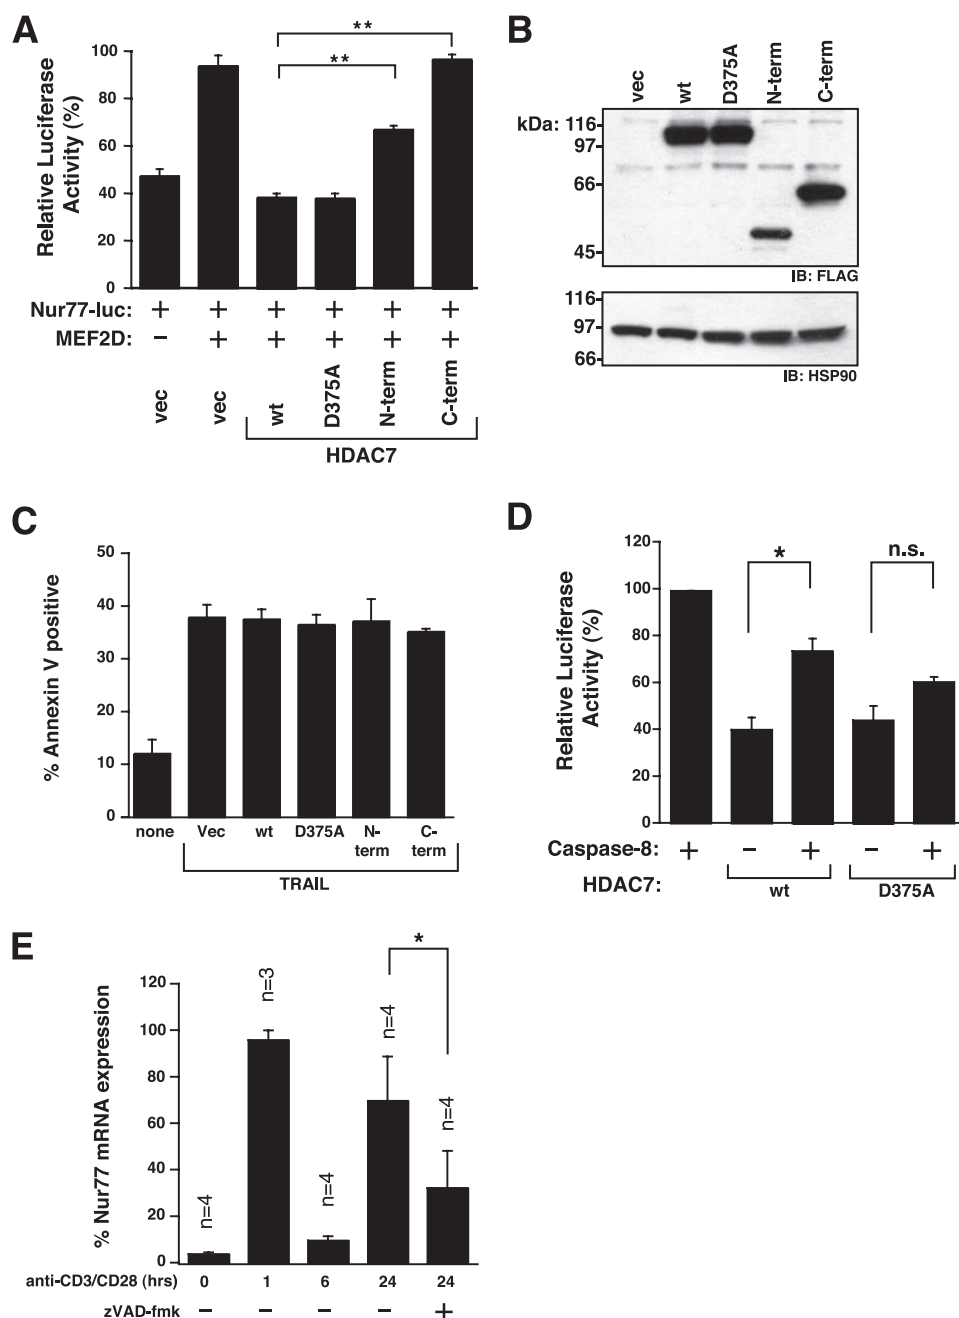 A
Relative Luciferase
Activity (%)
100
80
60
40
20
0
**
**
Nur77-luc: + + + + + +
MEF2D: − + + + + +
vec vec wt D375A N-term C-term
HDAC7
B
vec wt D375A N-term C-term
kDa: 116
97
66
45
IB: FLAG
116
97
66
IB: HSP90
C
% Annexin V positive
50
40
30
20
10
0
none Vec wt D375A N-term C-term
TRAIL
D
Relative Luciferase
Activity (%)
120
100
80
60
40
20
0
* n.s.
Caspase-8: + − + − +
HDAC7: wt D375A
E
% Nur77 mRNA expression
120
100
80
60
40
20
0
*
n=4 n=3 n=4 n=4 n=4
anti-CD3/CD28 (hrs) 0 1 6 24 24
zVAD-fmk − − − − +